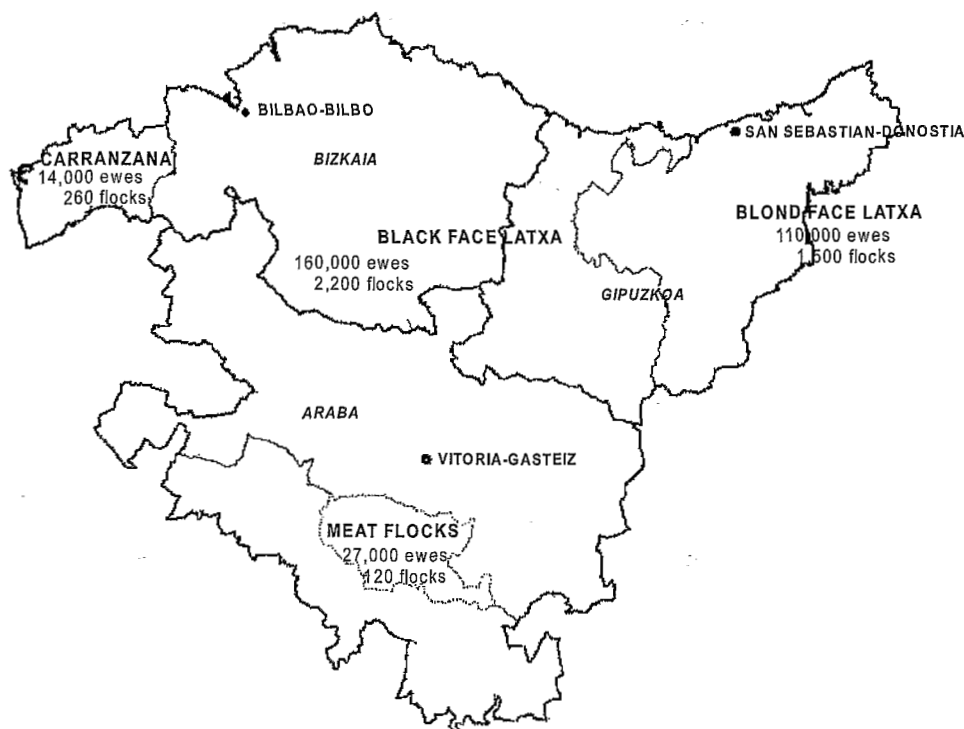 BILBAO-BILBO
SAN SEBASTIAN-DONOSTIA
BIZKAIA
CARRANZANA
14,000 ewes
260 flocks
BLOND FACE LATXA
110,000 ewes
1,500 flocks
BLACK FACE LATXA
160,000 ewes
2,200 flocks
GIPUZKOA
ARABA
VITORIA-GASTEIZ
MEAT FLOCKS
27,000 ewes
120 flocks